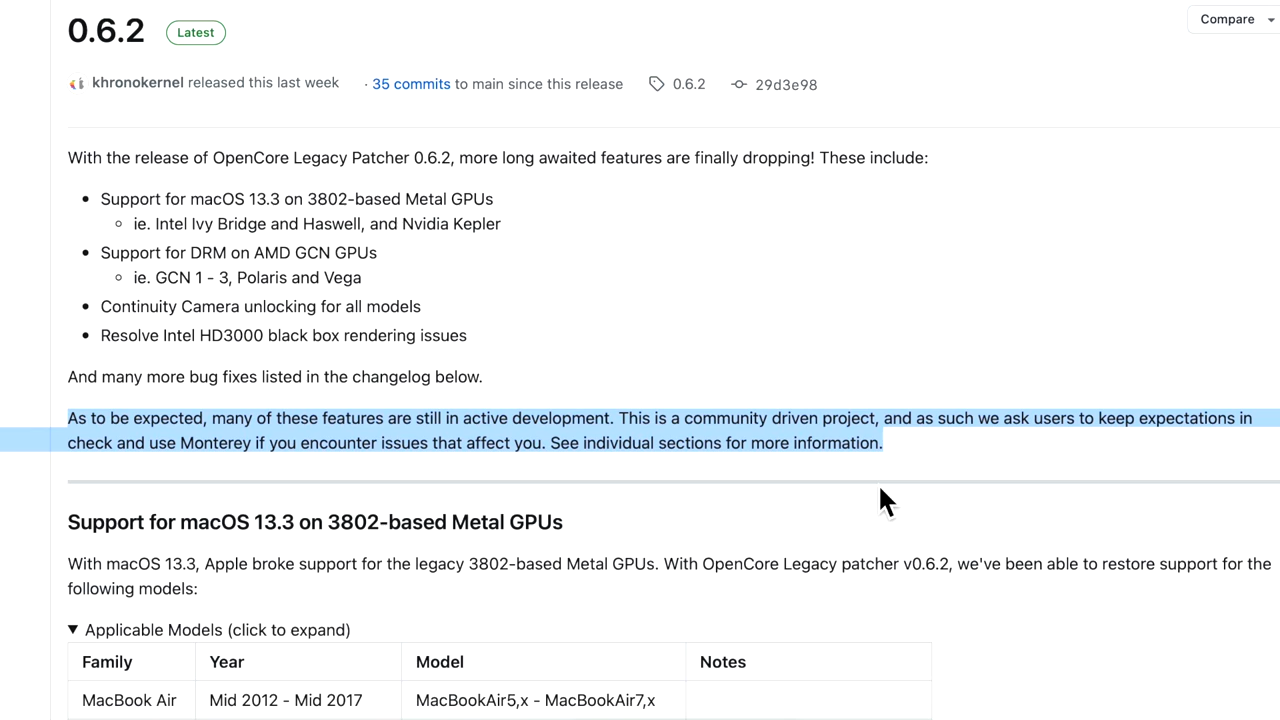 0.6.2 Latest Compare
khronokernel released this last week · 35 commits to main since this release 0.6.2 29d3e98
With the release of OpenCore Legacy Patcher 0.6.2, more long awaited features are finally dropping! These include:
Support for macOS 13.3 on 3802-based Metal GPUs
ie. Intel Ivy Bridge and Haswell, and Nvidia Kepler
Support for DRM on AMD GCN GPUs
ie. GCN 1 - 3, Polaris and Vega
Continuity Camera unlocking for all models
Resolve Intel HD3000 black box rendering issues
And many more bug fixes listed in the changelog below.
As to be expected, many of these features are still in active development. This is a community driven project, and as such we ask users to keep expectations in
check and use Monterey if you encounter issues that affect you. See individual sections for more information.
Support for macOS 13.3 on 3802-based Metal GPUs
With macOS 13.3, Apple broke support for the legacy 3802-based Metal GPUs. With OpenCore Legacy patcher v0.6.2, we've been able to restore support for the
following models:
Applicable Models (click to expand)
Family Year Model Notes
MacBook Air Mid 2012 - Mid 2017 MacBookAir5,x - MacBookAir7,x